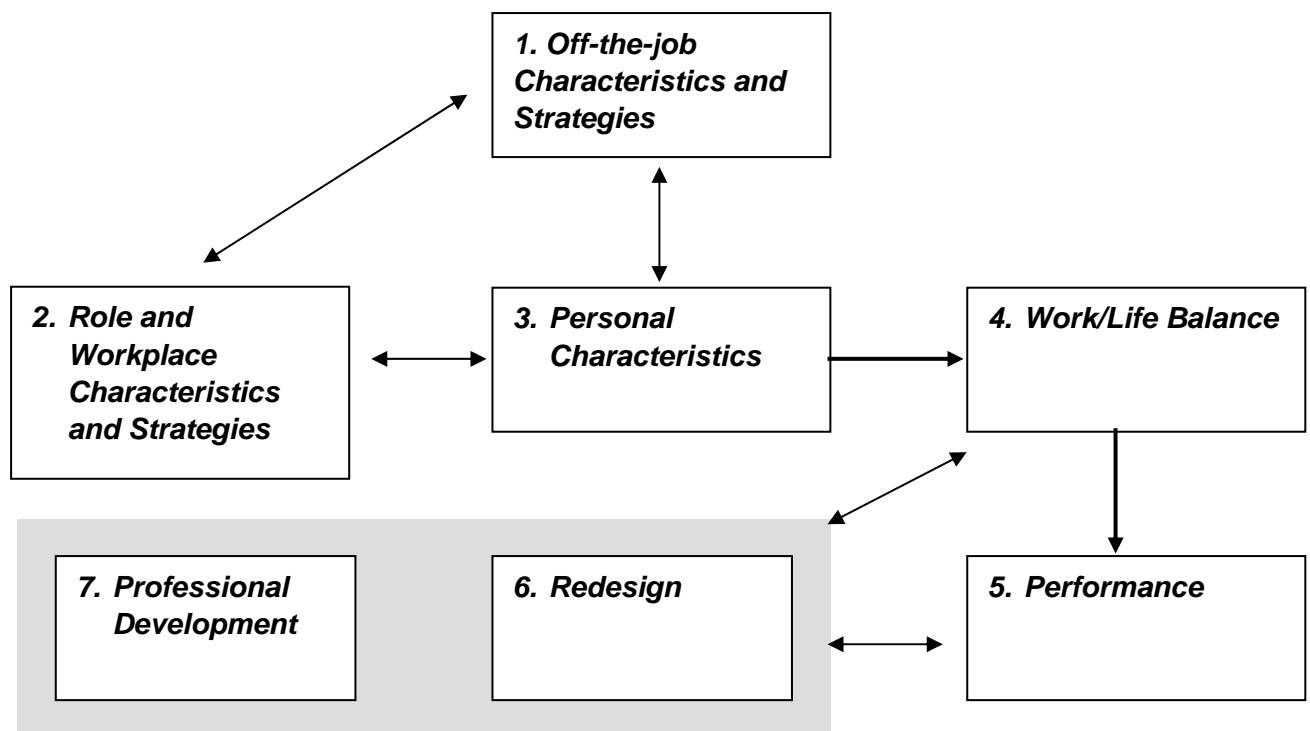 1. Off-the-job
Characteristics and
Strategies
2. Role and
Workplace
Characteristics
and Strategies
3. Personal
Characteristics
4. Work/Life Balance
7. Professional
Development
6. Redesign
5. Performance